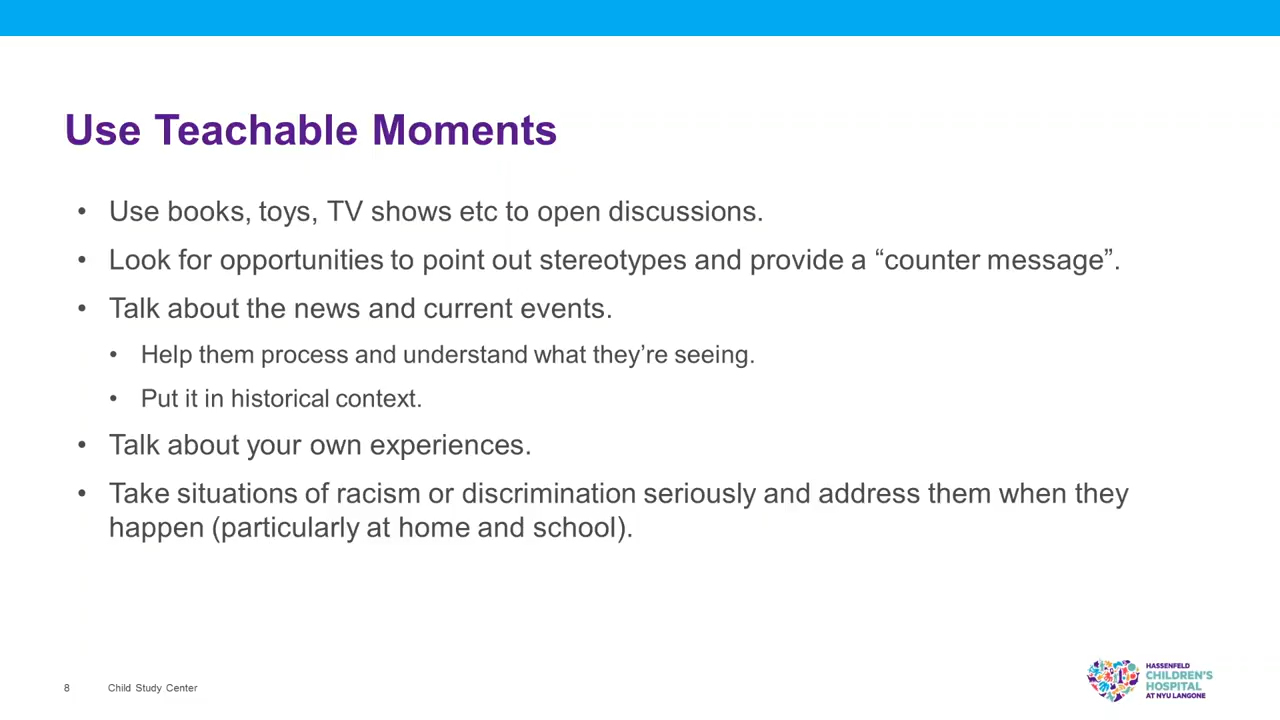 Use Teachable Moments
• Use books, toys, TV shows etc to open discussions.
• Look for opportunities to point out stereotypes and provide a “counter message”.
• Talk about the news and current events.
• Help them process and understand what they’re seeing.
• Put it in historical context.
• Talk about your own experiences.
• Take situations of racism or discrimination seriously and address them when they
happen (particularly at home and school).
8 Child Study Center
HASSENFELD
CHILDREN'S
HOSPITAL
AT NYU LANGONE